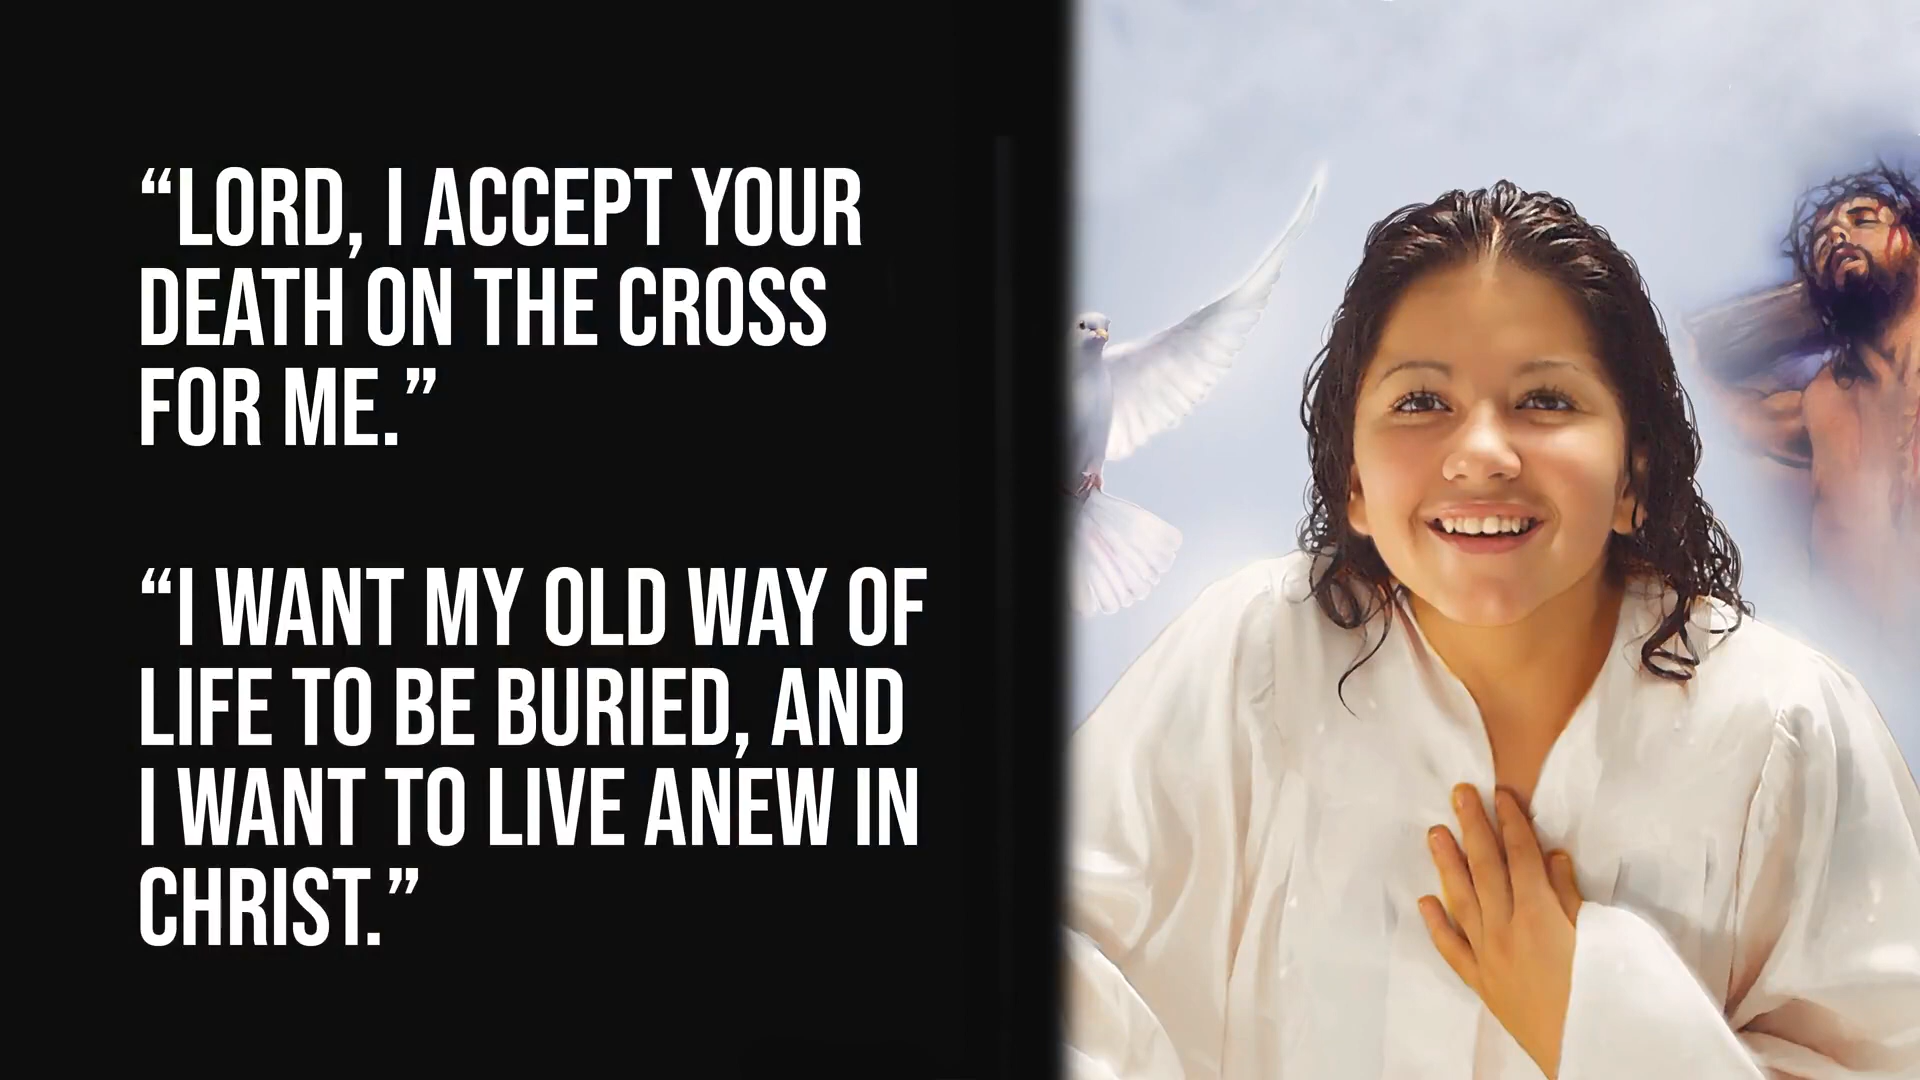 “LORD, I ACCEPT YOUR
DEATH ON THE CROSS
FOR ME.”
“I WANT MY OLD WAY OF
LIFE TO BE BURIED, AND
I WANT TO LIVE ANEW IN
CHRIST.”